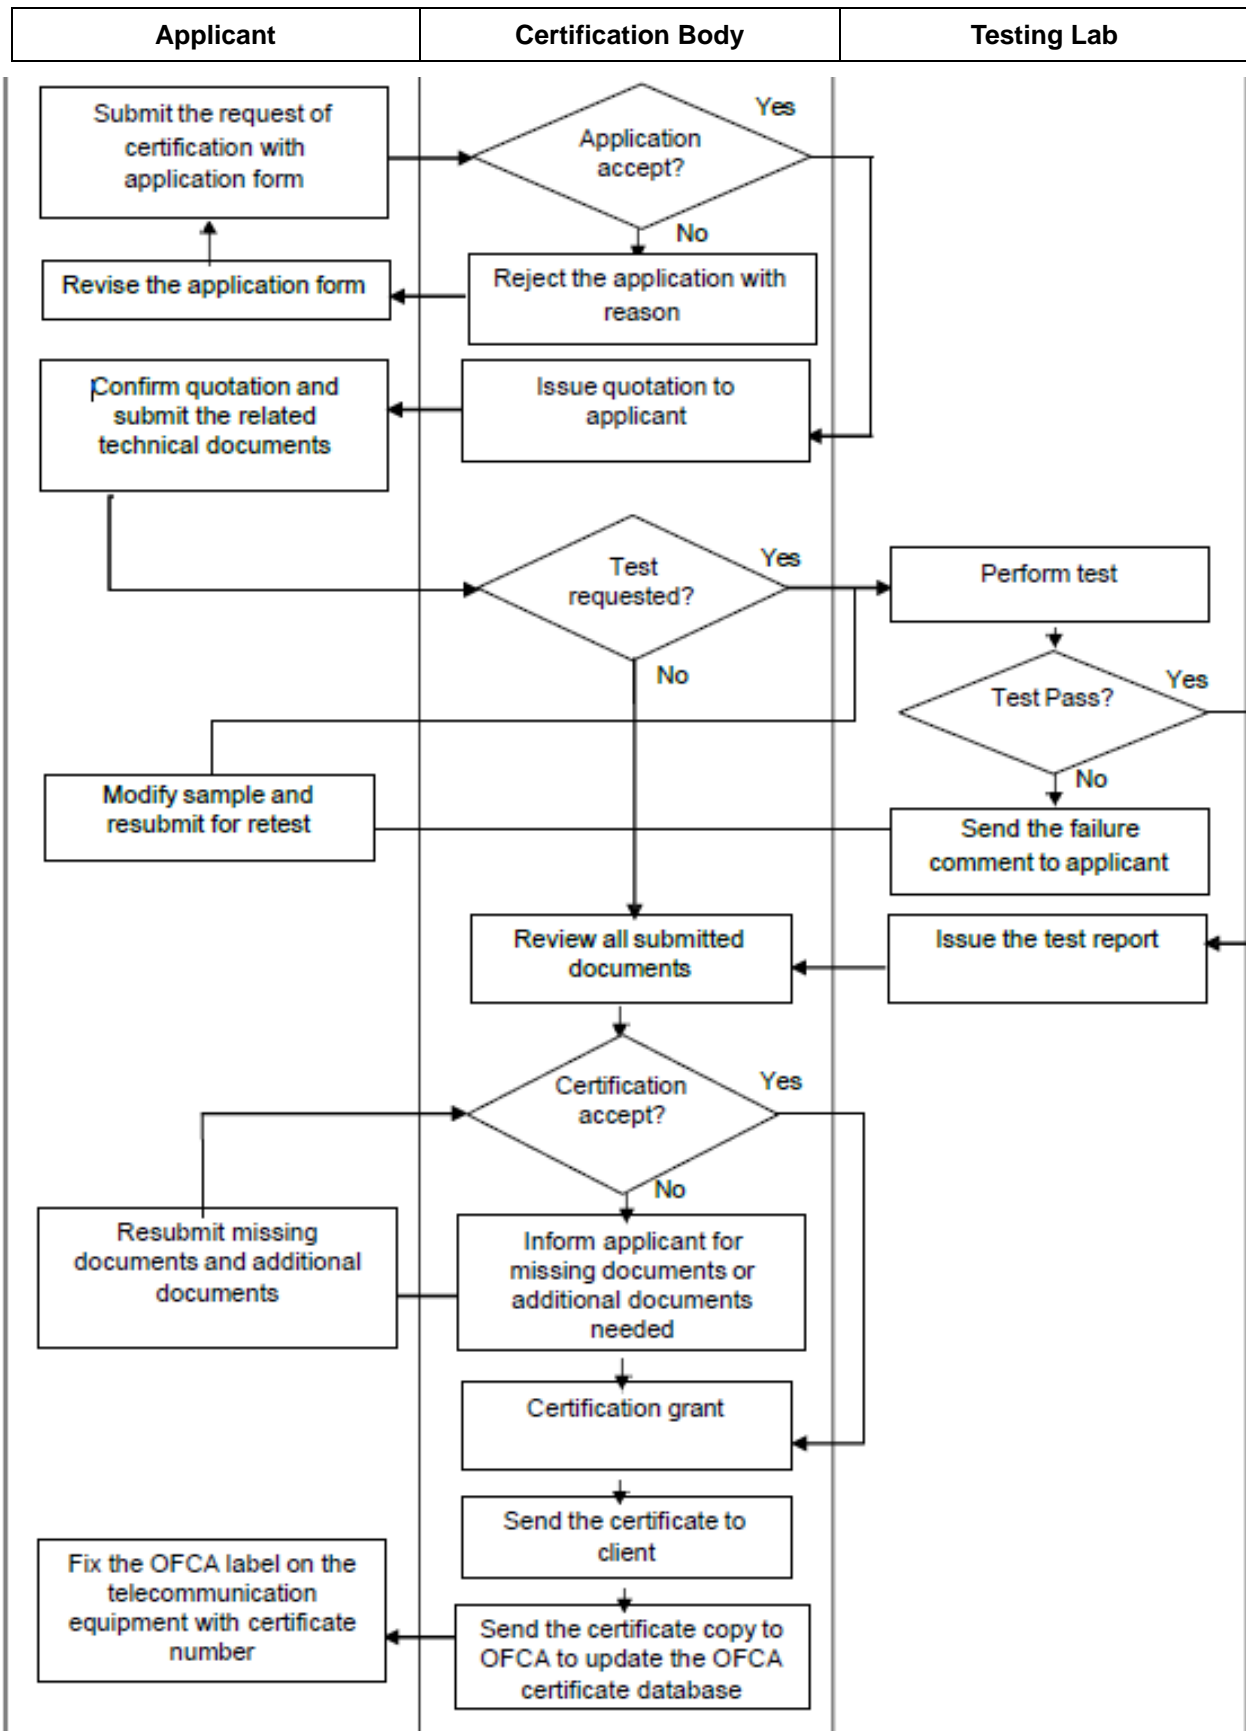 Applicant
Certification Body
Testing Lab
Submit the request of
certification with
application form
Application
accept?
Yes
No
Revise the application form
Reject the application with
reason
Confirm quotation and
submit the related
technical documents
Issue quotation to
applicant
Test
requested?
Yes
No
Perform test
Test Pass?
Yes
No
Modify sample and
resubmit for retest
Send the failure
comment to applicant
Review all submitted
documents
Issue the test report
Certification
accept?
Yes
No
Resubmit missing
documents and additional
documents
Inform applicant for
missing documents or
additional documents
needed
Certification grant
Send the certificate to
client
Fix the OFCA label on the
telecommunication
equipment with certificate
number
Send the certificate copy to
OFCA to update the OFCA
certificate database